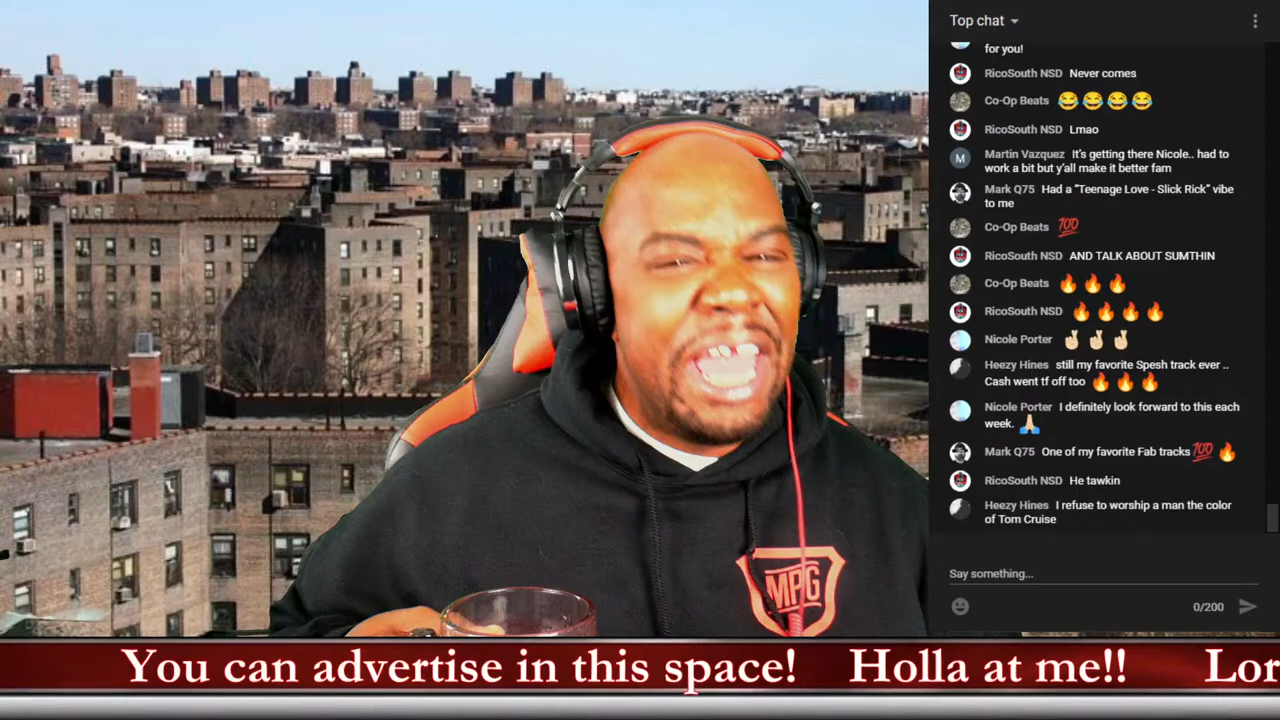 Top chat
for you!
RicoSouth NSD Never comes
Co-Op Beats 😂😂😂😂
RicoSouth NSD Lmao
M Martin Vazquez It's getting there Nicole.. had to
work a bit but y'all make it better fam
Mark Q75 Had a "Teenage Love - Slick Rick" vibe
to me
Co-Op Beats 💯
RicoSouth NSD AND TALK ABOUT SUMTHIN
Co-Op Beats 🔥🔥🔥
RicoSouth NSD 🔥🔥🔥🔥
Nicole Porter 🤞🏻🤞🏻🤞🏻
Heezy Hines still my favorite Spesh track ever ..
Cash went tf off too 🔥🔥🔥
Nicole Porter I definitely look forward to this each
week. 🙏🏼
Mark Q75 One of my favorite Fab tracks 💯🔥
RicoSouth NSD He tawkin
Heezy Hines I refuse to worship a man the color
of Tom Cruise
Say something...
0/200
MPG
You can advertise in this space! Holla at me!! Lor